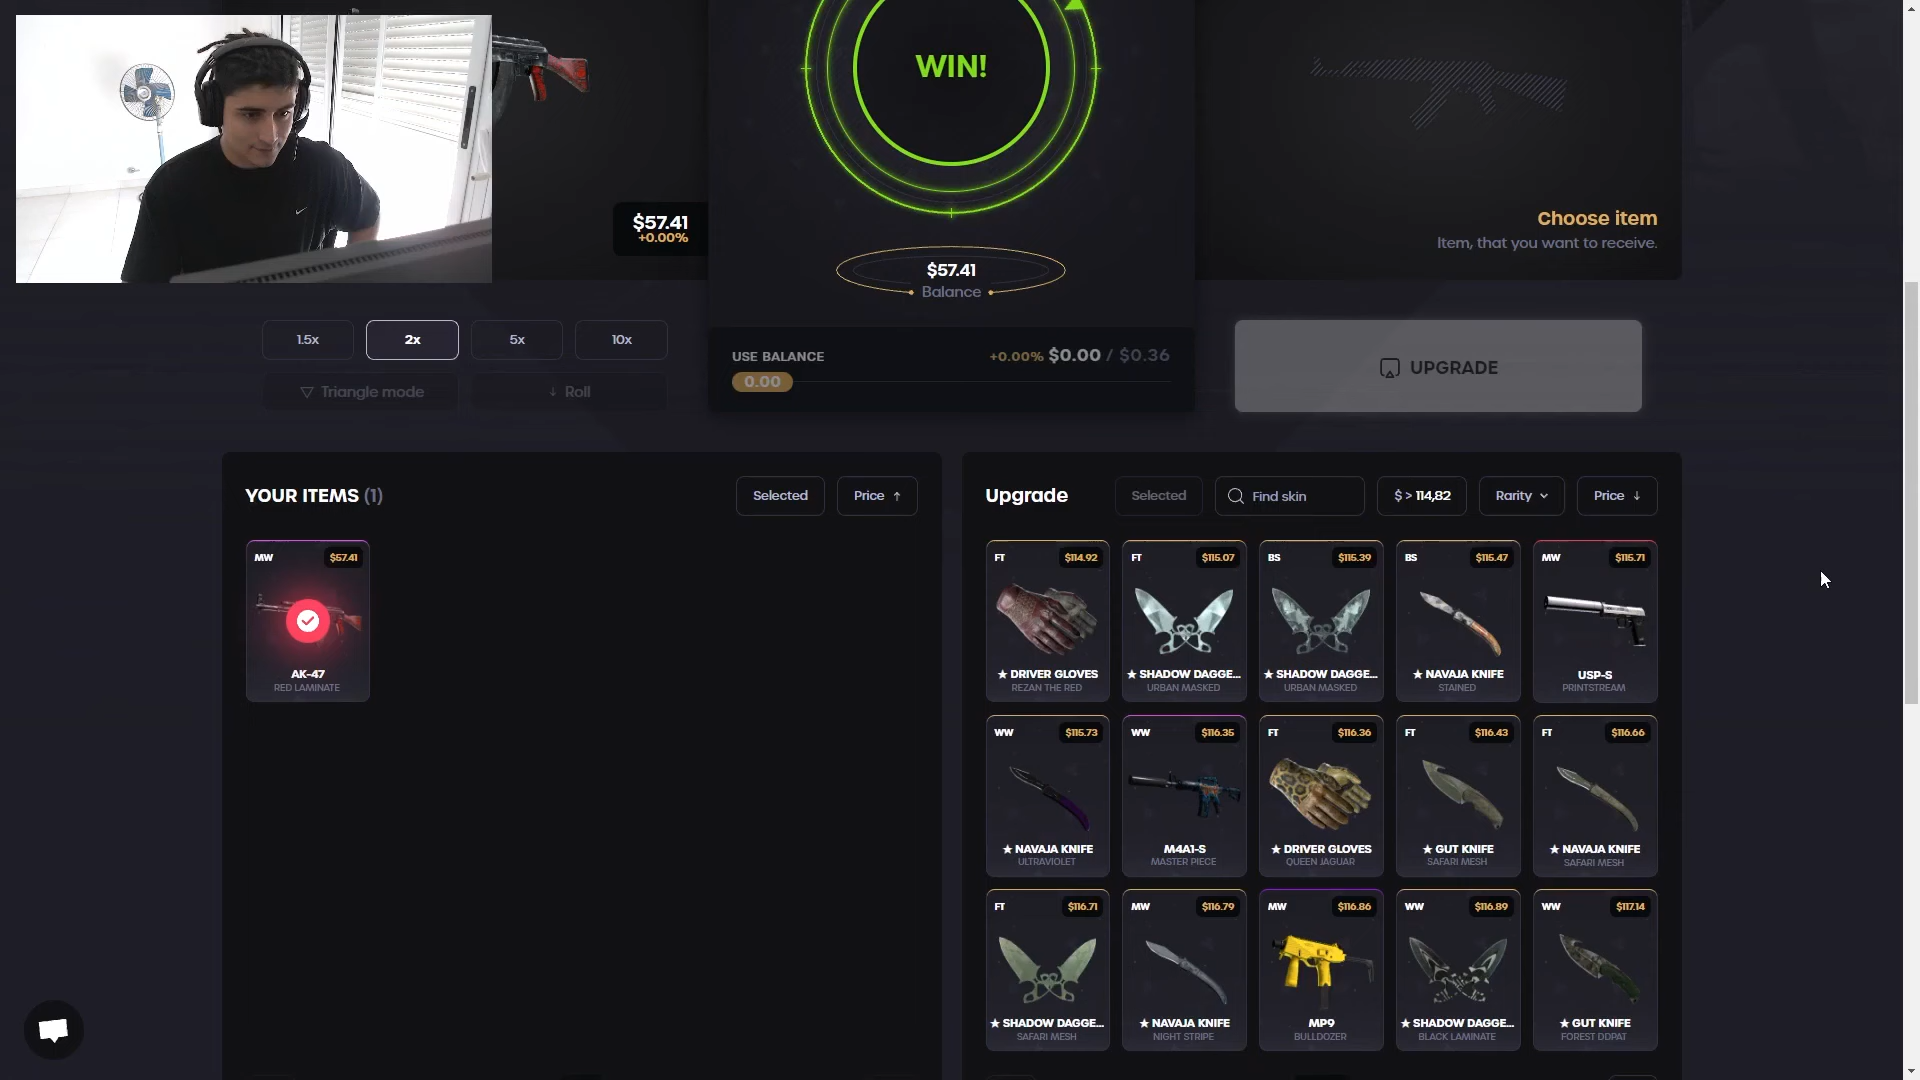 WIN!
$57.41
+0.00%
$57.41
Balance
Choose item
Item, that you want to receive.
1.5x
2x
5x
10x
Triangle mode
Roll
USE BALANCE
+0.00% $0.00 / $0.36
0.00
UPGRADE
YOUR ITEMS (1)
Selected
Price
MW
$57.41
AK-47
RED LAMINATE
Upgrade
Selected
Find skin
$ > 114,82
Rarity
Price
FT $114.92
★ DRIVER GLOVES
REZAN THE RED
FT $115.07
★ SHADOW DAGGE...
URBAN MASKED
BS $115.39
★ SHADOW DAGGE...
URBAN MASKED
BS $115.47
★ NAVAJA KNIFE
STAINED
MW $115.71
USP-S
PRINTSTREAM
WW $115.73
★ NAVAJA KNIFE
ULTRAVIOLET
WW $116.35
M4A1-S
MASTER PIECE
FT $116.36
★ DRIVER GLOVES
QUEEN JAGUAR
FT $116.43
★ GUT KNIFE
SAFARI MESH
FT $116.66
★ NAVAJA KNIFE
SAFARI MESH
FT $116.71
★ SHADOW DAGGE...
SAFARI MESH
MW $116.79
★ NAVAJA KNIFE
NIGHT STRIPE
MW $116.86
MP9
BULLDOZER
WW $116.89
★ SHADOW DAGGE...
BLACK LAMINATE
WW $117.14
★ GUT KNIFE
FOREST DDPAT